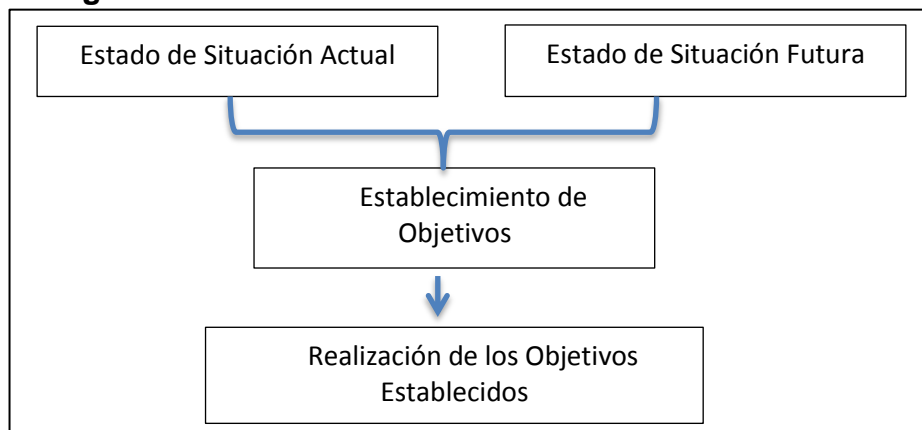 Estado de Situación Actual
Estado de Situación Futura
Establecimiento de
Objetivos
Realización de los Objetivos
Establecidos